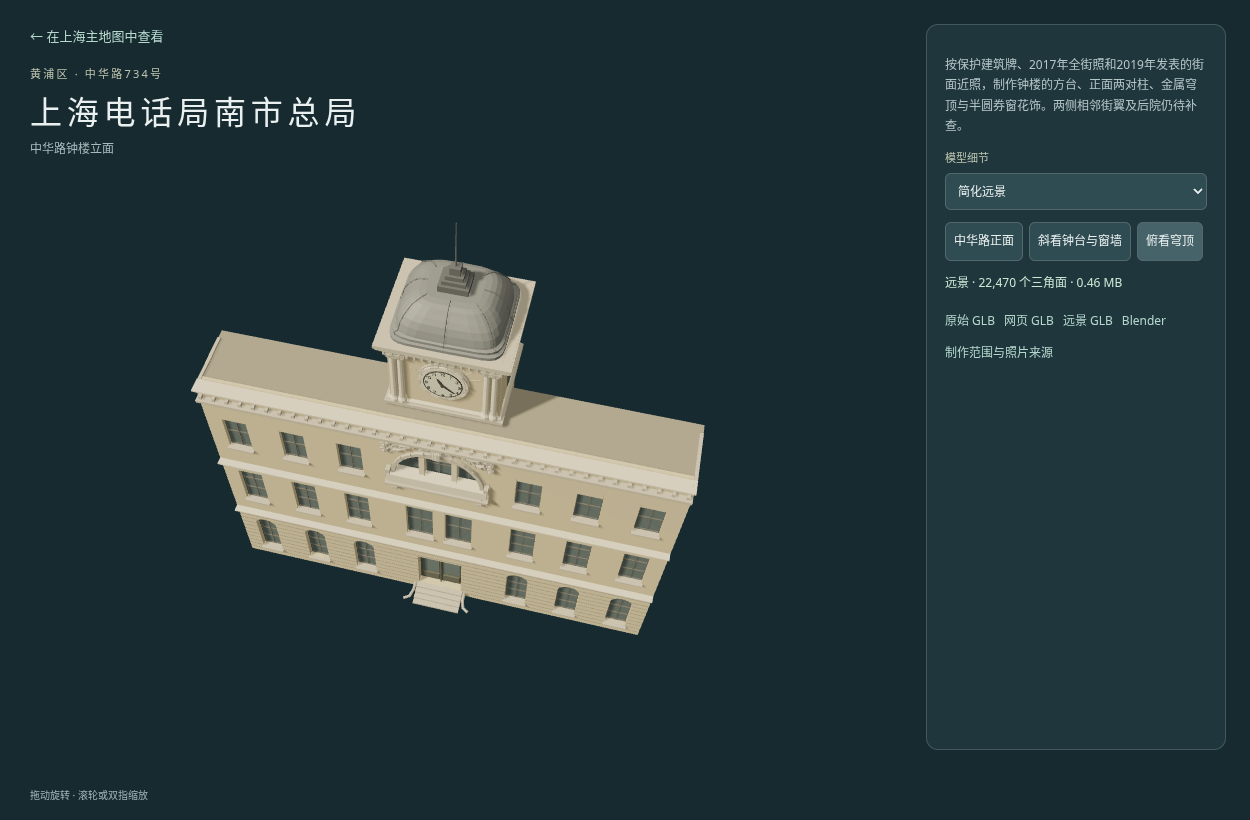 ← 在上海主地图中查看
黄浦区 · 中华路734号
上海电话局南市总局
中华路钟楼立面
按保护建筑牌、2017年全街照和2019年发表的街
面近照，制作钟楼的方台、正面两对柱、金属穹
顶与半圆券窗花饰。两侧相邻街翼及后院仍待补
查。
模型细节
简化远景
中华路正面 斜看钟台与窗墙 俯看穹顶
远景 · 22,470 个三角面 · 0.46 MB
原始 GLB 网页 GLB 远景 GLB Blender
制作范围与照片来源
拖动旋转 · 滚轮或双指缩放